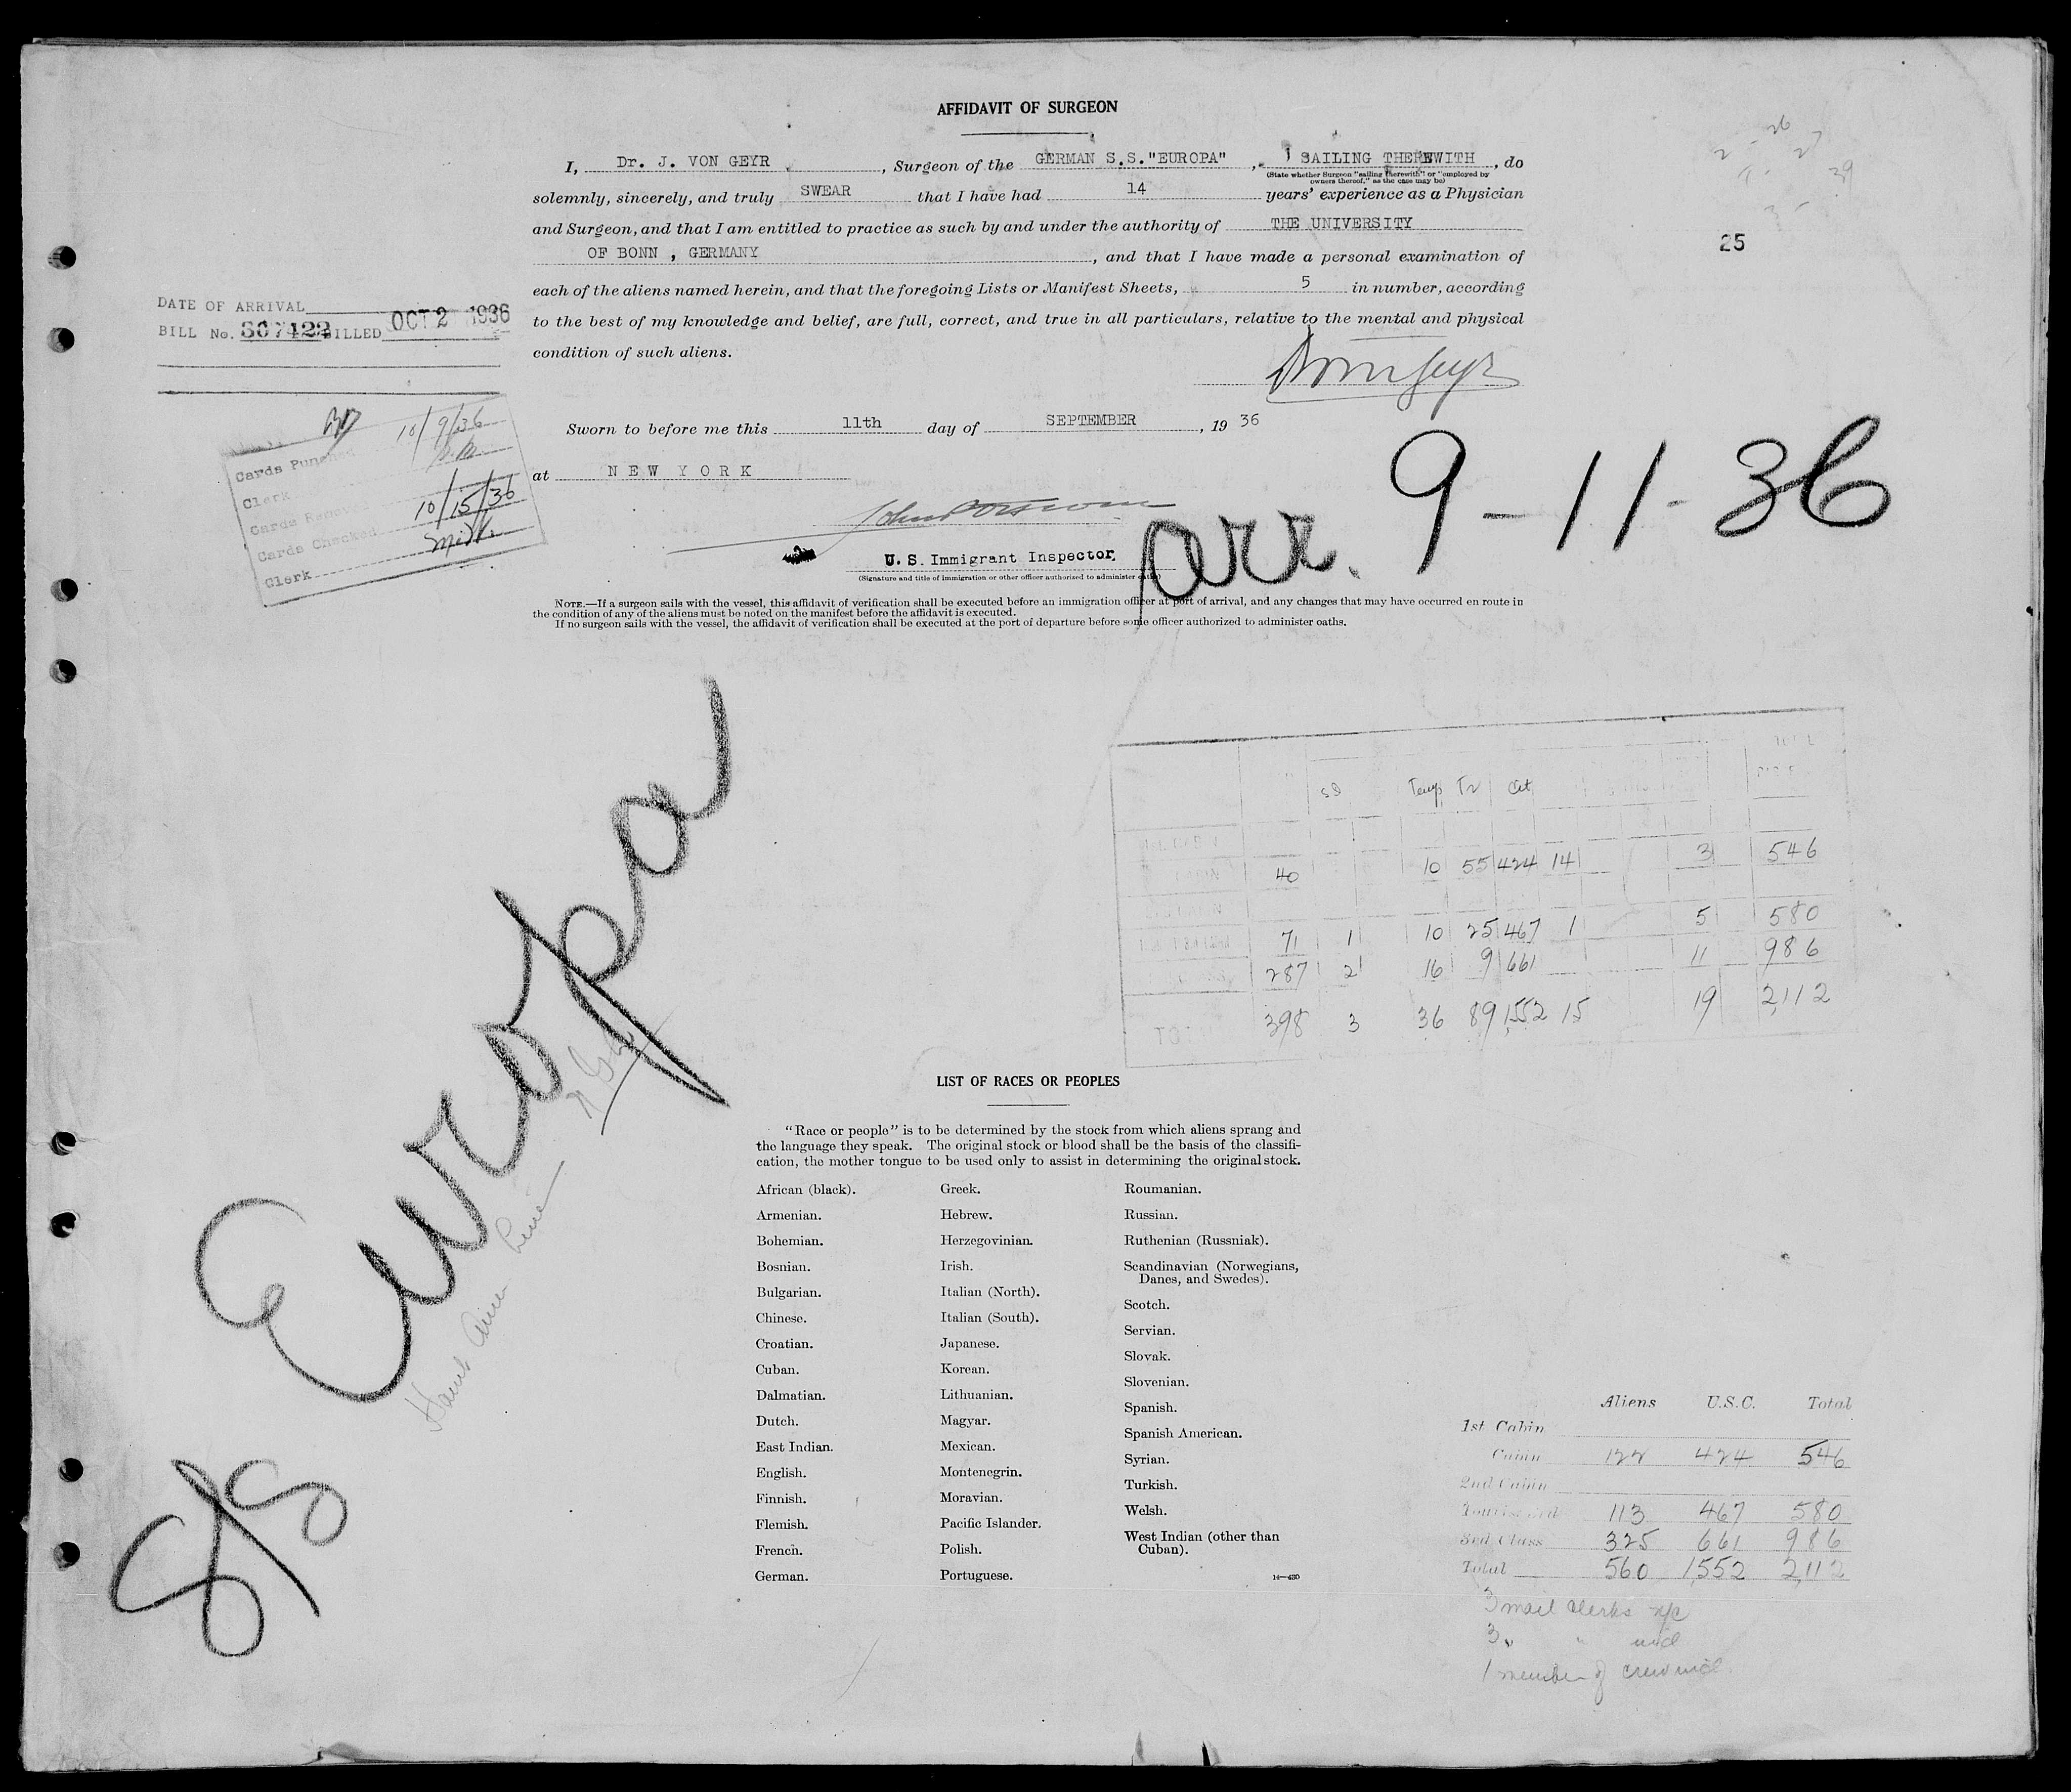 AFFIDAVIT OF SURGEON
I, Dr. J. VON GEYR, Surgeon of the GERMAN S.S."EUROPA", SAILING THEREWITH, do
(State whether Surgeon "sailing therewith" or "employed by owners thereof," as the case may be)
solemnly, sincerely, and truly SWEAR that I have had 14 years' experience as a Physician
and Surgeon, and that I am entitled to practice as such by and under the authority of THE UNIVERSITY
OF BONN , GERMANY, and that I have made a personal examination of
each of the aliens named herein, and that the foregoing Lists or Manifest Sheets, 5 in number, according
to the best of my knowledge and belief, are full, correct, and true in all particulars, relative to the mental and physical
condition of such aliens.
25
DATE OF ARRIVAL
BILL No. 307422 BILLED OCT 2 1936
Sworn to before me this 11th day of SEPTEMBER, 19 36
at NEW YORK
U. S. Immigrant Inspector.
(Signature and title of immigration or other officer authorized to administer oaths)
arr. 9-11-36
Cards Punched 10/9/36
Clerk
Cards Checked 10/15/36
Clerk
NOTE.—If a surgeon sails with the vessel, this affidavit of verification shall be executed before an immigration officer at port of arrival, and any changes that may have occurred en route in
the condition of any of the aliens must be noted on the manifest before the affidavit is executed.
If no surgeon sails with the vessel, the affidavit of verification shall be executed at the port of departure before some officer authorized to administer oaths.
S/S Europa
Temp Tr Cit
40 10 55 424 14 3 546
71 1 10 25 467 1 5 580
287 2 16 9 661 11 986
398 3 36 89 1,552 15 19 2,112
LIST OF RACES OR PEOPLES
"Race or people" is to be determined by the stock from which aliens sprang and
the language they speak. The original stock or blood shall be the basis of the classifi-
cation, the mother tongue to be used only to assist in determining the original stock.
African (black).
Armenian.
Bohemian.
Bosnian.
Bulgarian.
Chinese.
Croatian.
Cuban.
Dalmatian.
Dutch.
East Indian.
English.
Finnish.
Flemish.
French.
German.
Greek.
Hebrew.
Herzegovinian.
Irish.
Italian (North).
Italian (South).
Japanese.
Korean.
Lithuanian.
Magyar.
Mexican.
Montenegrin.
Moravian.
Pacific Islander.
Polish.
Portuguese.
Roumanian.
Russian.
Ruthenian (Russniak).
Scandinavian (Norwegians,
Danes, and Swedes).
Scotch.
Servian.
Slovak.
Slovenian.
Spanish.
Spanish American.
Syrian.
Turkish.
Welsh.
West Indian (other than
Cuban).
14—430
Aliens U.S.C. Total
1st Cabin
Cabin 122 424 546
2nd Cabin
Tourist 3rd 113 467 580
3rd Class 325 661 986
Total 560 1,552 2,112
3 mail clerks
1 member of crew